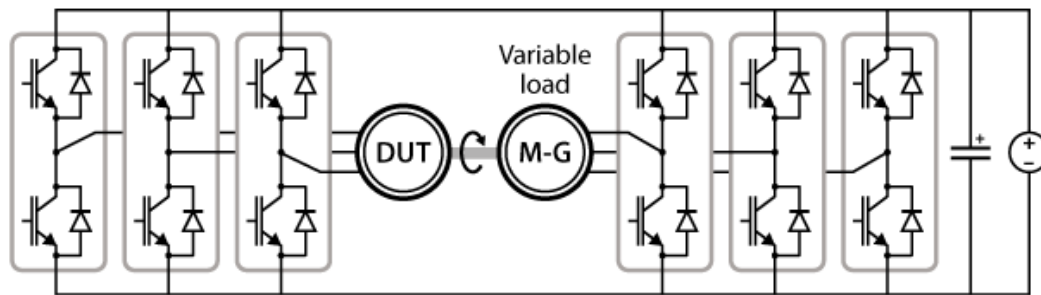 Variable
load
DUT
M-G
+
+
−